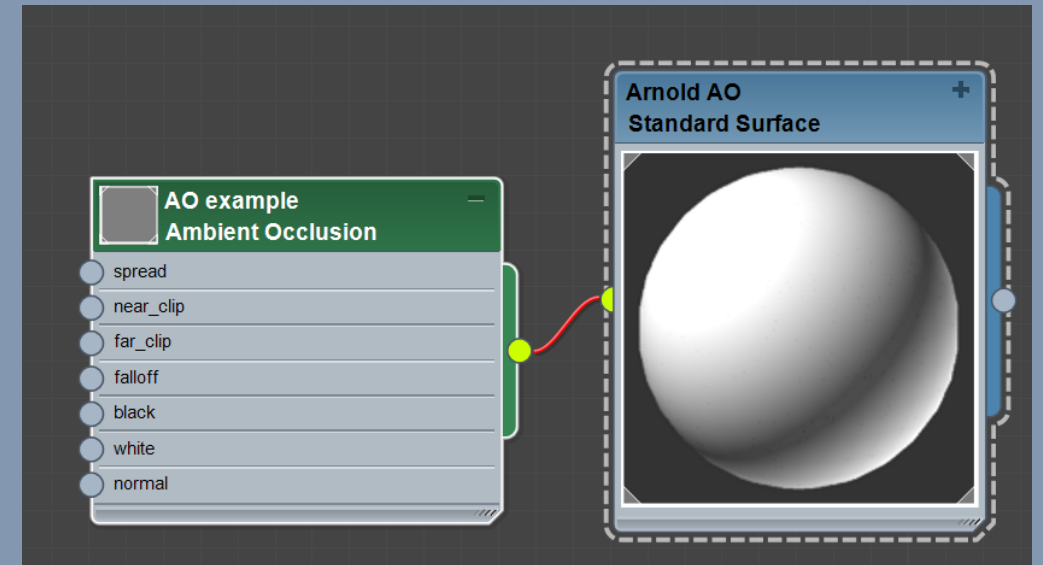 Arnold AO
Standard Surface
AO example
Ambient Occlusion
spread
near_clip
far_clip
falloff
black
white
normal